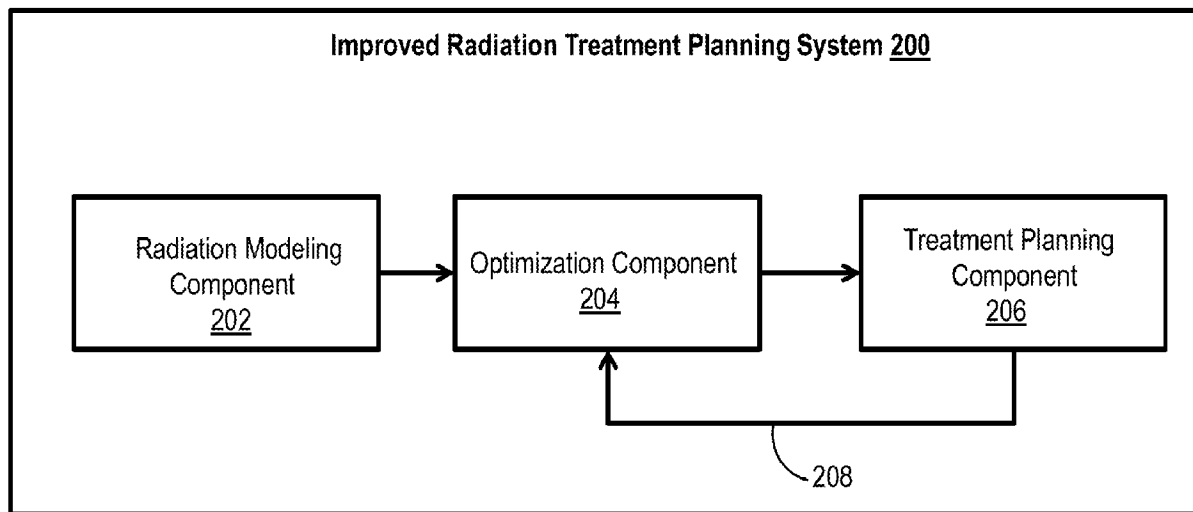 Improved Radiation Treatment Planning System 200
Radiation Modeling
Component
202
Optimization Component
204
Treatment Planning
Component
206
208